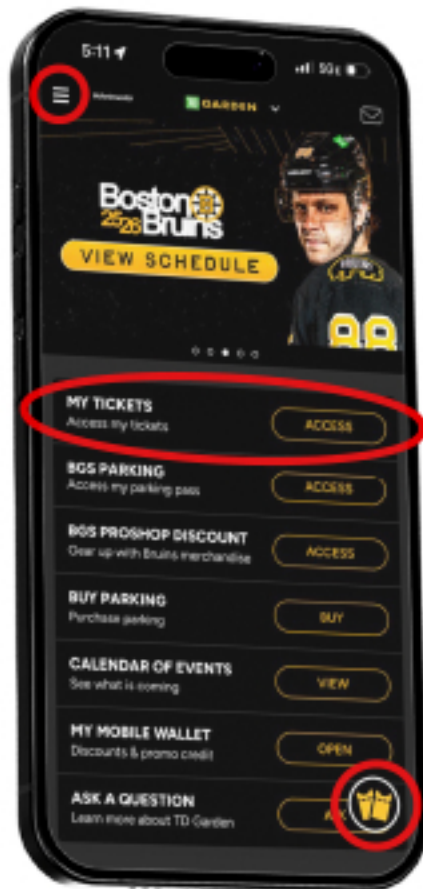 5:11
5G
GARDEN
Boston
25-26 Bruins
VIEW SCHEDULE
88
MY TICKETS
Access my tickets
ACCESS
BGS PARKING
Access my parking pass
ACCESS
BGS PROSHOP DISCOUNT
Gear up with Bruins merchandise
ACCESS
BUY PARKING
Purchase parking
BUY
CALENDAR OF EVENTS
See what is coming
VIEW
MY MOBILE WALLET
Discounts & promo credit
OPEN
ASK A QUESTION
Learn more about TD Garden